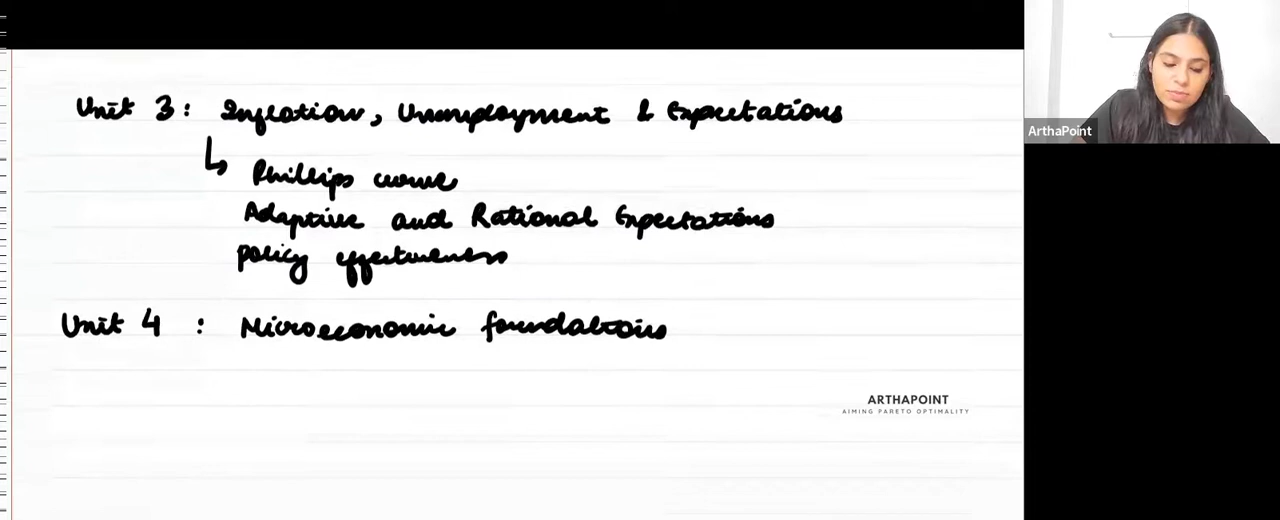 Unit 3: Inflation, Unemployment & Expectations
↳ Phillips curve
Adaptive and Rational Expectations
policy effectiveness
Unit 4 : Microeconomic foundations
ARTHAPOINT
AIMING PARETO OPTIMALITY
ArthaPoint